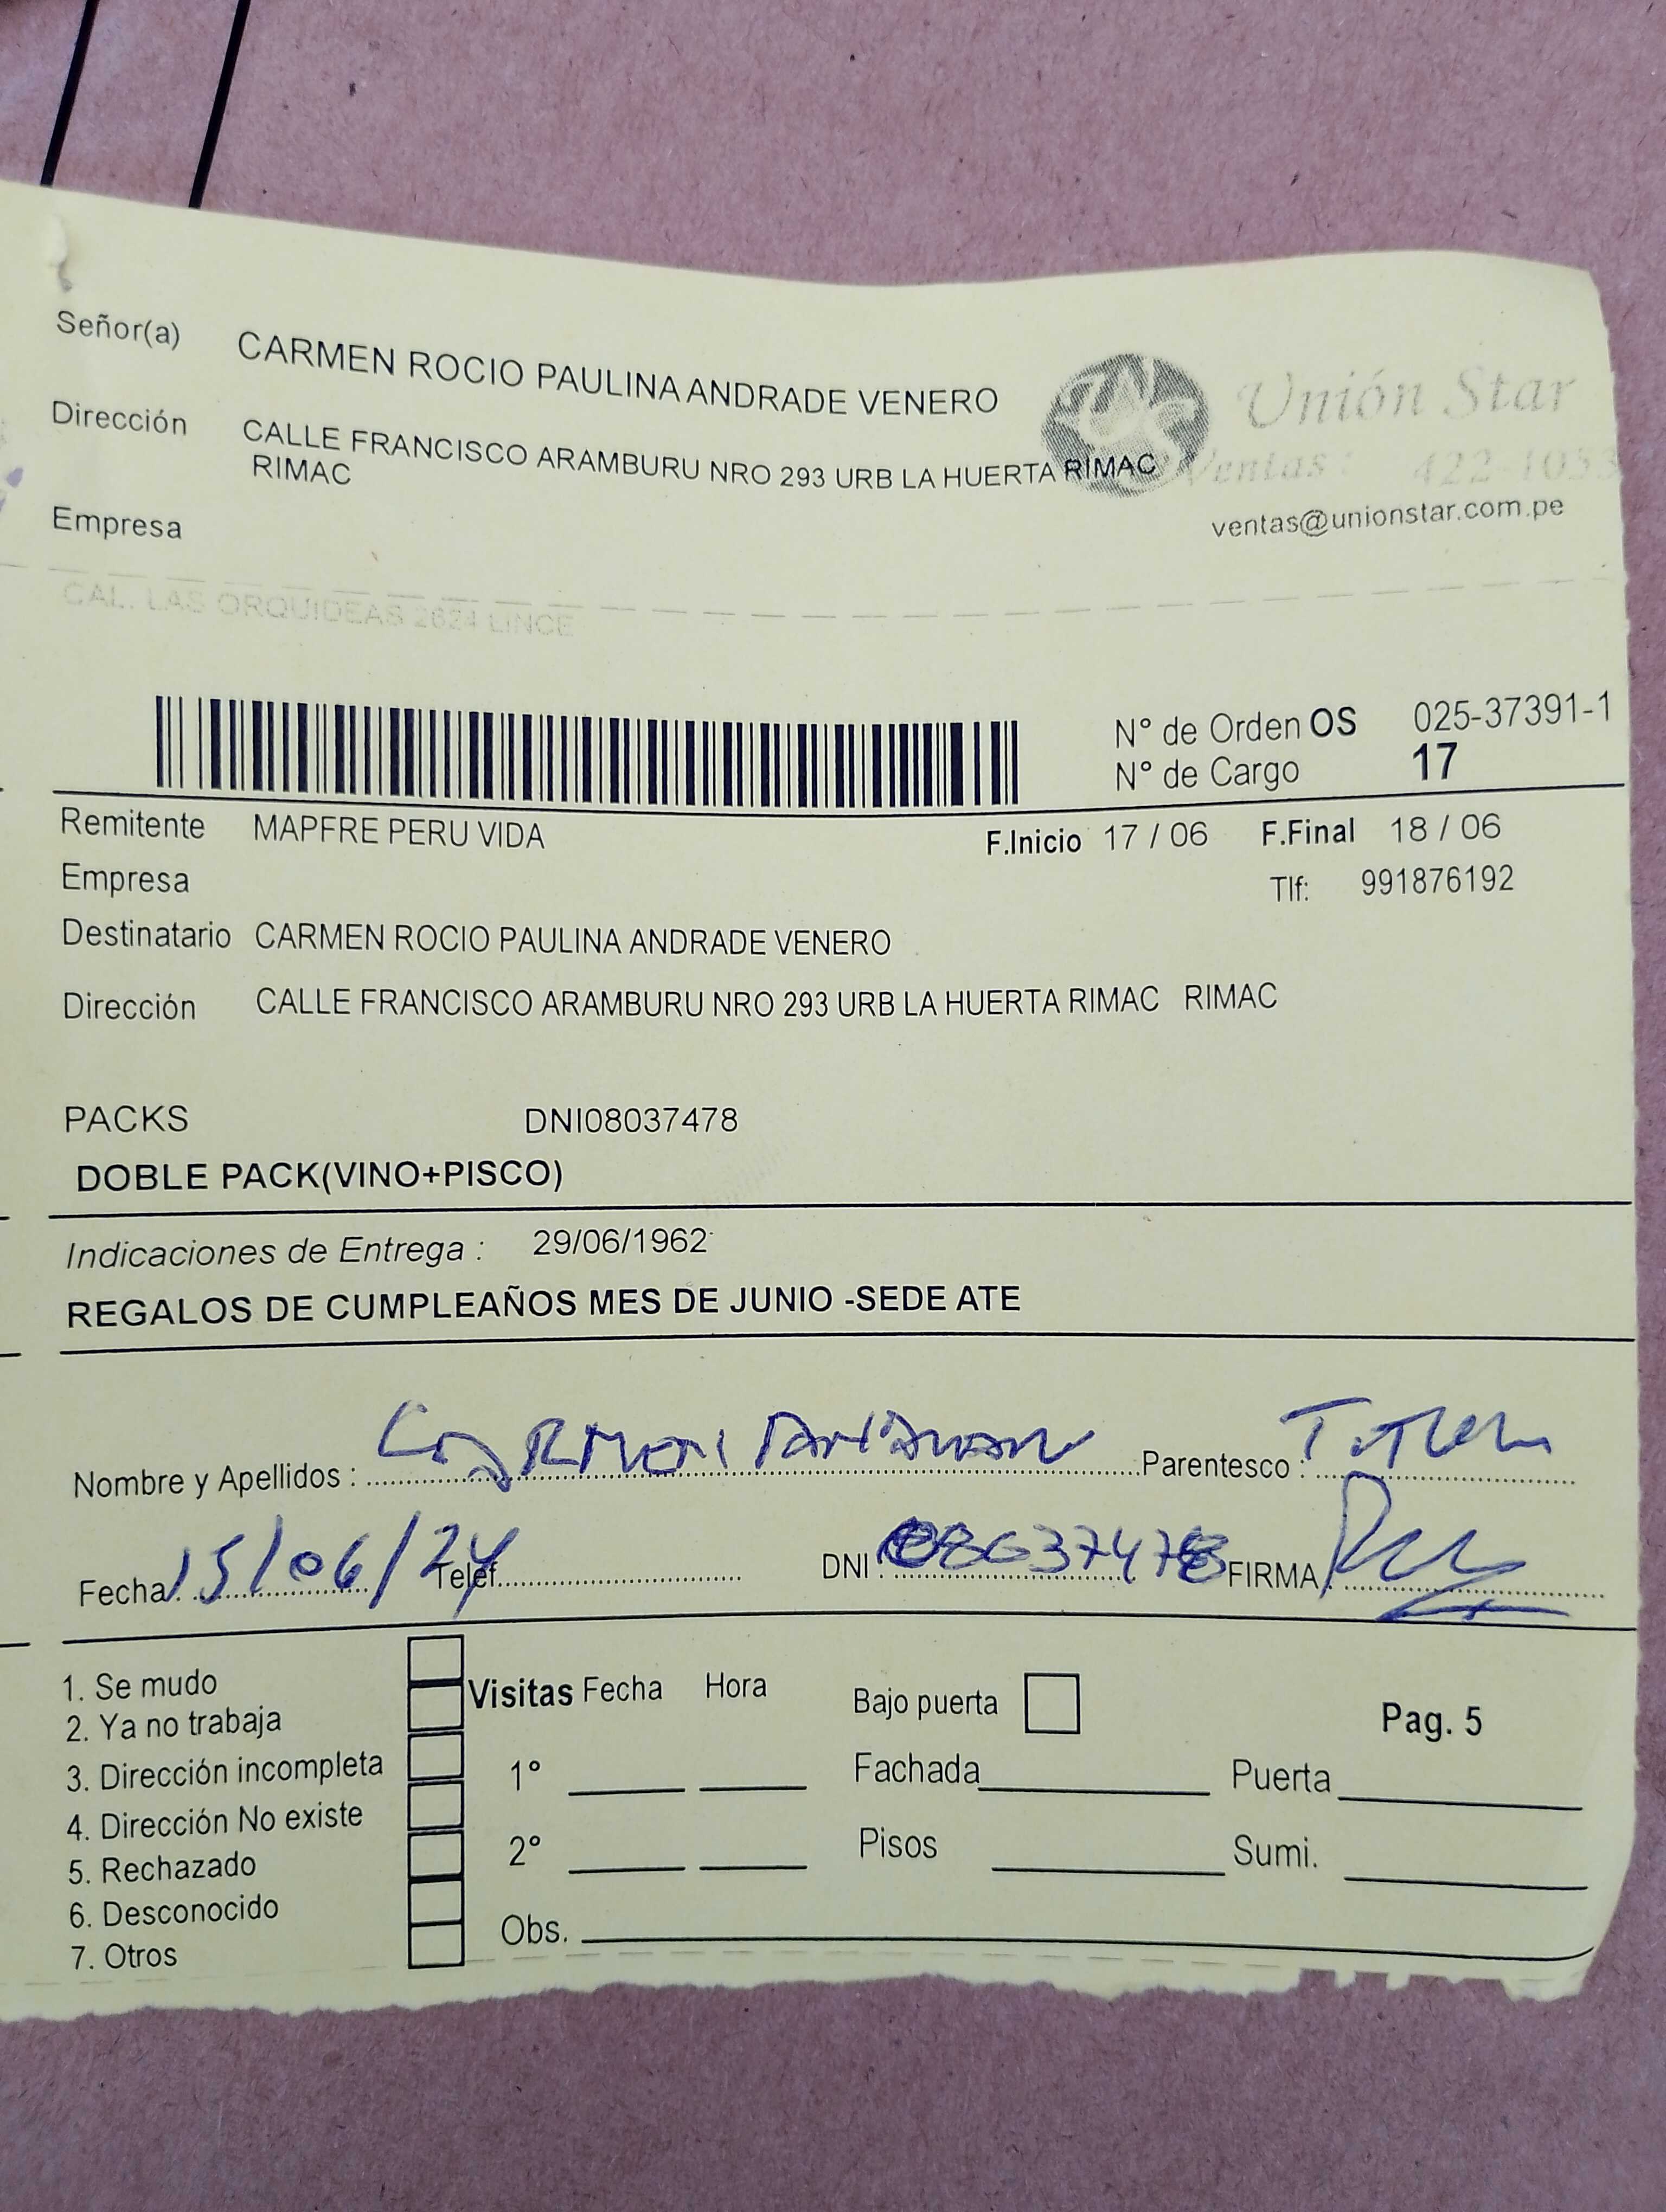 Señor(a) CARMEN ROCIO PAULINA ANDRADE VENERO
Unión Star
Dirección CALLE FRANCISCO ARAMBURU NRO 293 URB LA HUERTA RIMAC
RIMAC
Ventas: 422-1053
ventas@unionstar.com.pe
Empresa
CAL. LAS ORQUIDEAS 2624 LINCE
N° de Orden OS 025-37391-1
N° de Cargo 17
Remitente MAPFRE PERU VIDA F.Inicio 17 / 06 F.Final 18 / 06
Empresa Tlf: 991876192
Destinatario CARMEN ROCIO PAULINA ANDRADE VENERO
Dirección CALLE FRANCISCO ARAMBURU NRO 293 URB LA HUERTA RIMAC RIMAC
PACKS DNI08037478
DOBLE PACK(VINO+PISCO)
Indicaciones de Entrega : 29/06/1962
REGALOS DE CUMPLEAÑOS MES DE JUNIO -SEDE ATE
Nombre y Apellidos : CARMEN Parentesco :
Fecha: 15/06/24 Telef. DNI 08037478 FIRMA:
1. Se mudo
2. Ya no trabaja
3. Dirección incompleta
4. Dirección No existe
5. Rechazado
6. Desconocido
7. Otros
Visitas Fecha Hora
1°
2°
Obs.
Bajo puerta
Pag. 5
Fachada Puerta
Pisos Sumi.